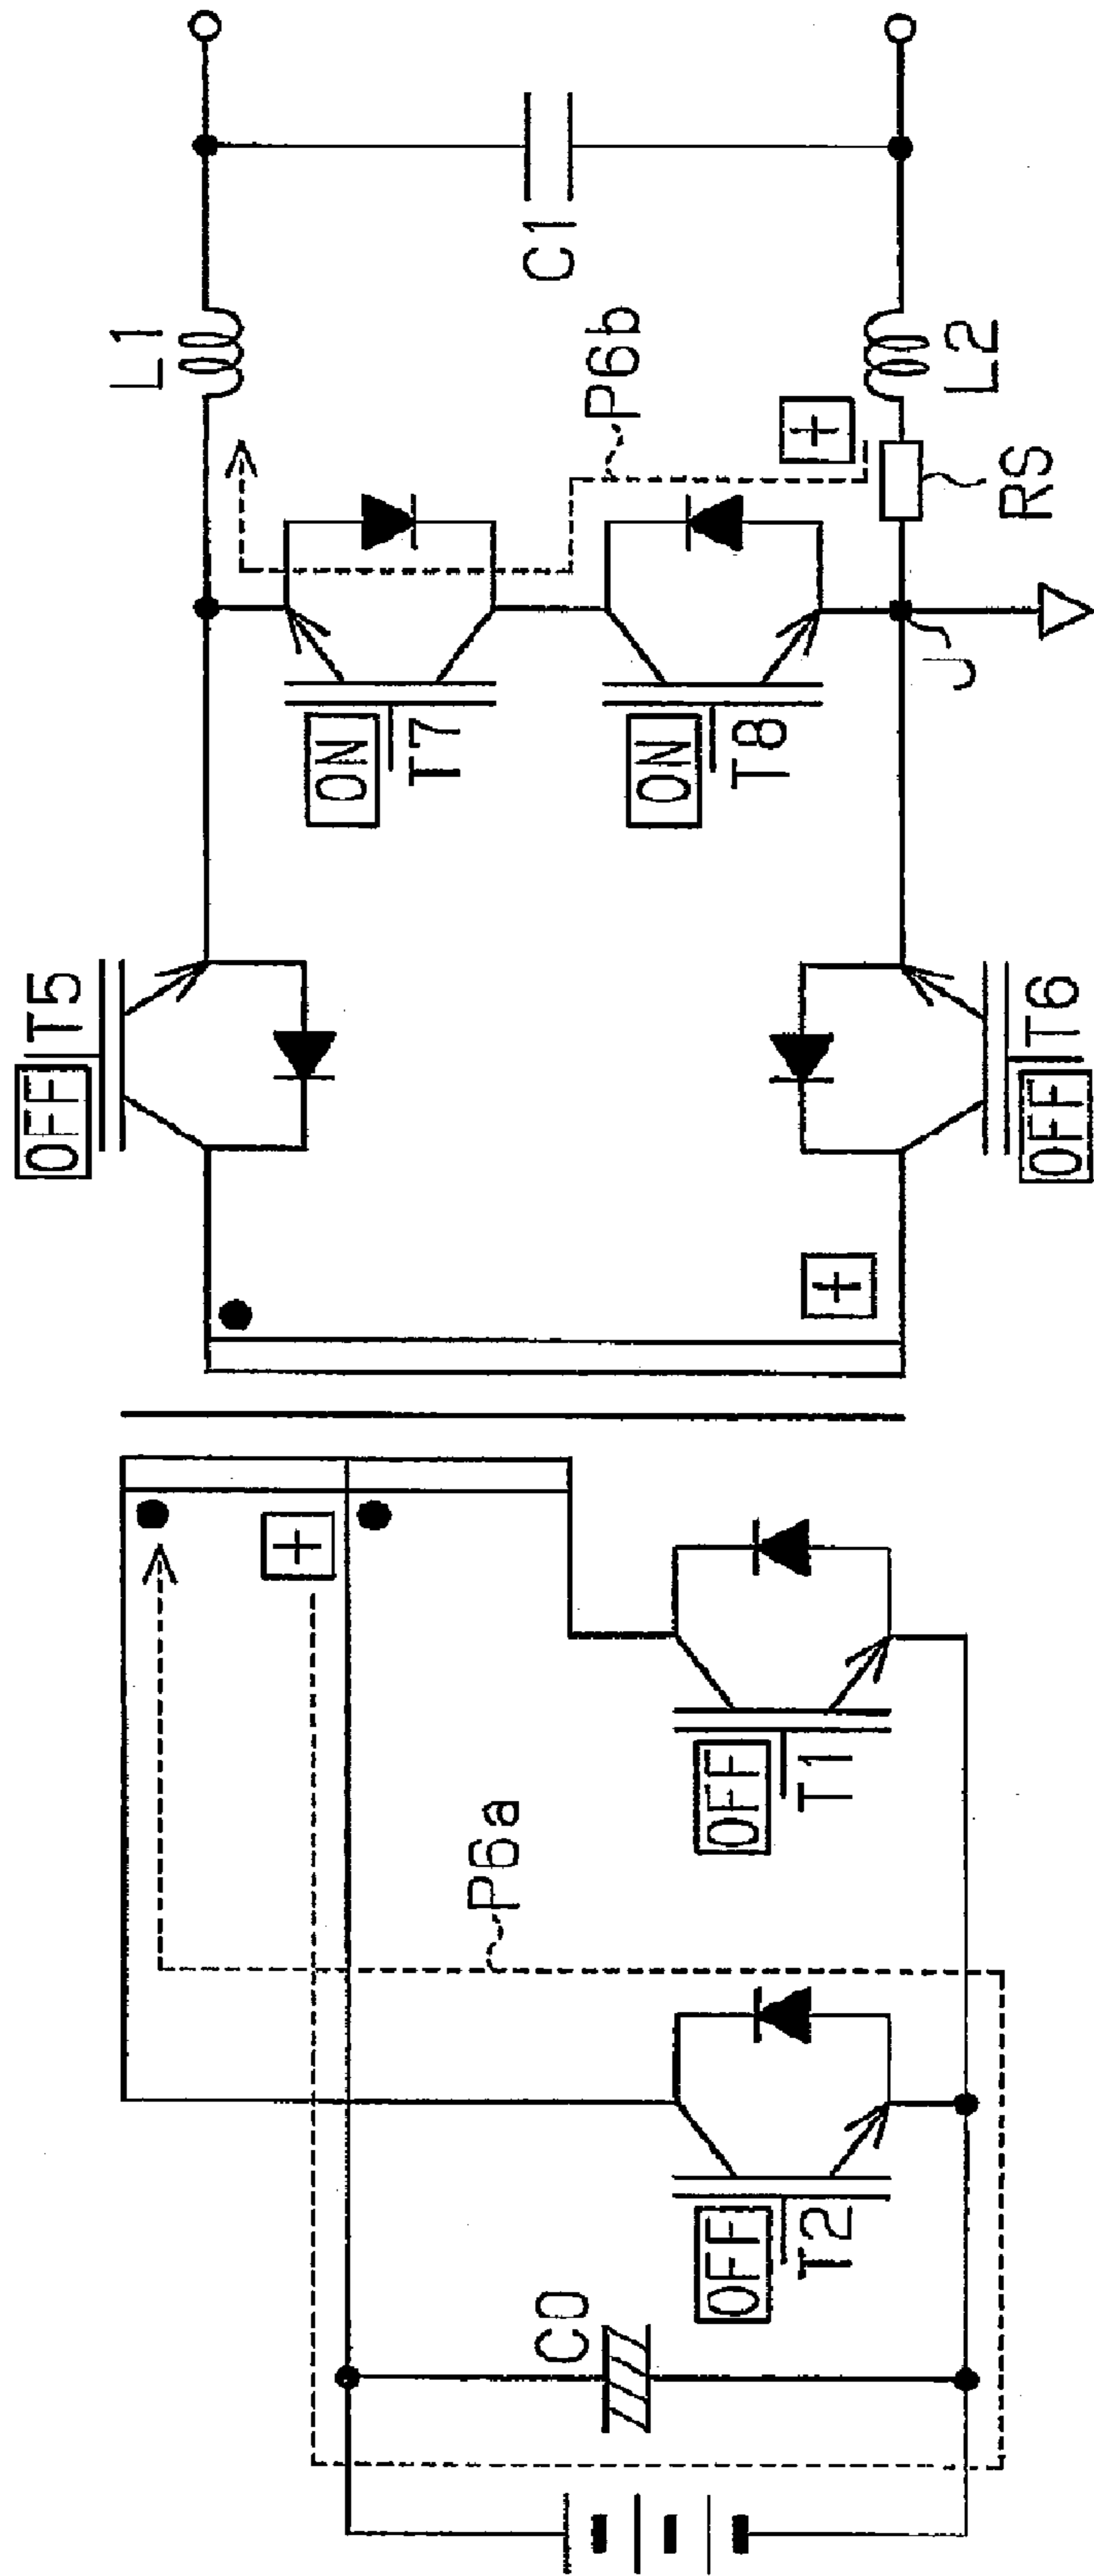 L1
C1
P6b
+
L2
RS
J
ON
T7
ON
T8
OFF
T5
T6
OFF
+
+
P6a
OFF
T1
OFF
T2
C0